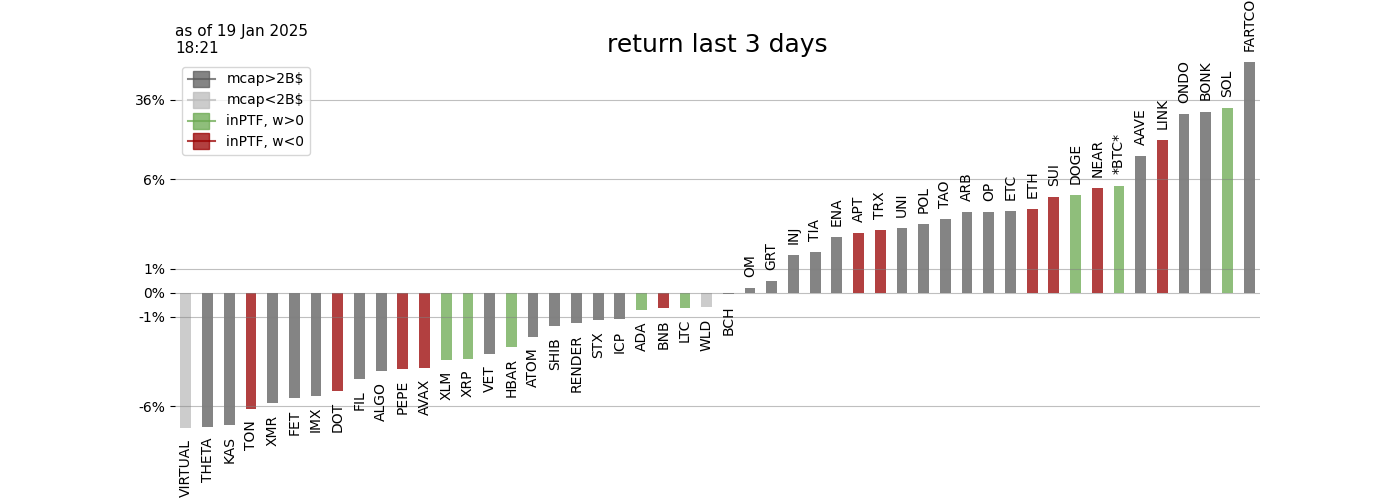 as of 19 Jan 2025
18:21
return last 3 days
mcap>2B$
mcap<2B$
inPTF, w>0
inPTF, w<0
36%
6%
1%
0%
-1%
-6%
VIRTUAL
THETA
KAS
TON
XMR
FET
IMX
DOT
FIL
ALGO
PEPE
AVAX
XLM
XRP
VET
HBAR
ATOM
SHIB
RENDER
STX
ICP
ADA
BNB
LTC
WLD
BCH
OM
GRT
INJ
TIA
ENA
APT
TRX
UNI
POL
TAO
ARB
OP
ETC
ETH
SUI
DOGE
NEAR
*BTC*
AAVE
LINK
ONDO
BONK
SOL
FARTCO